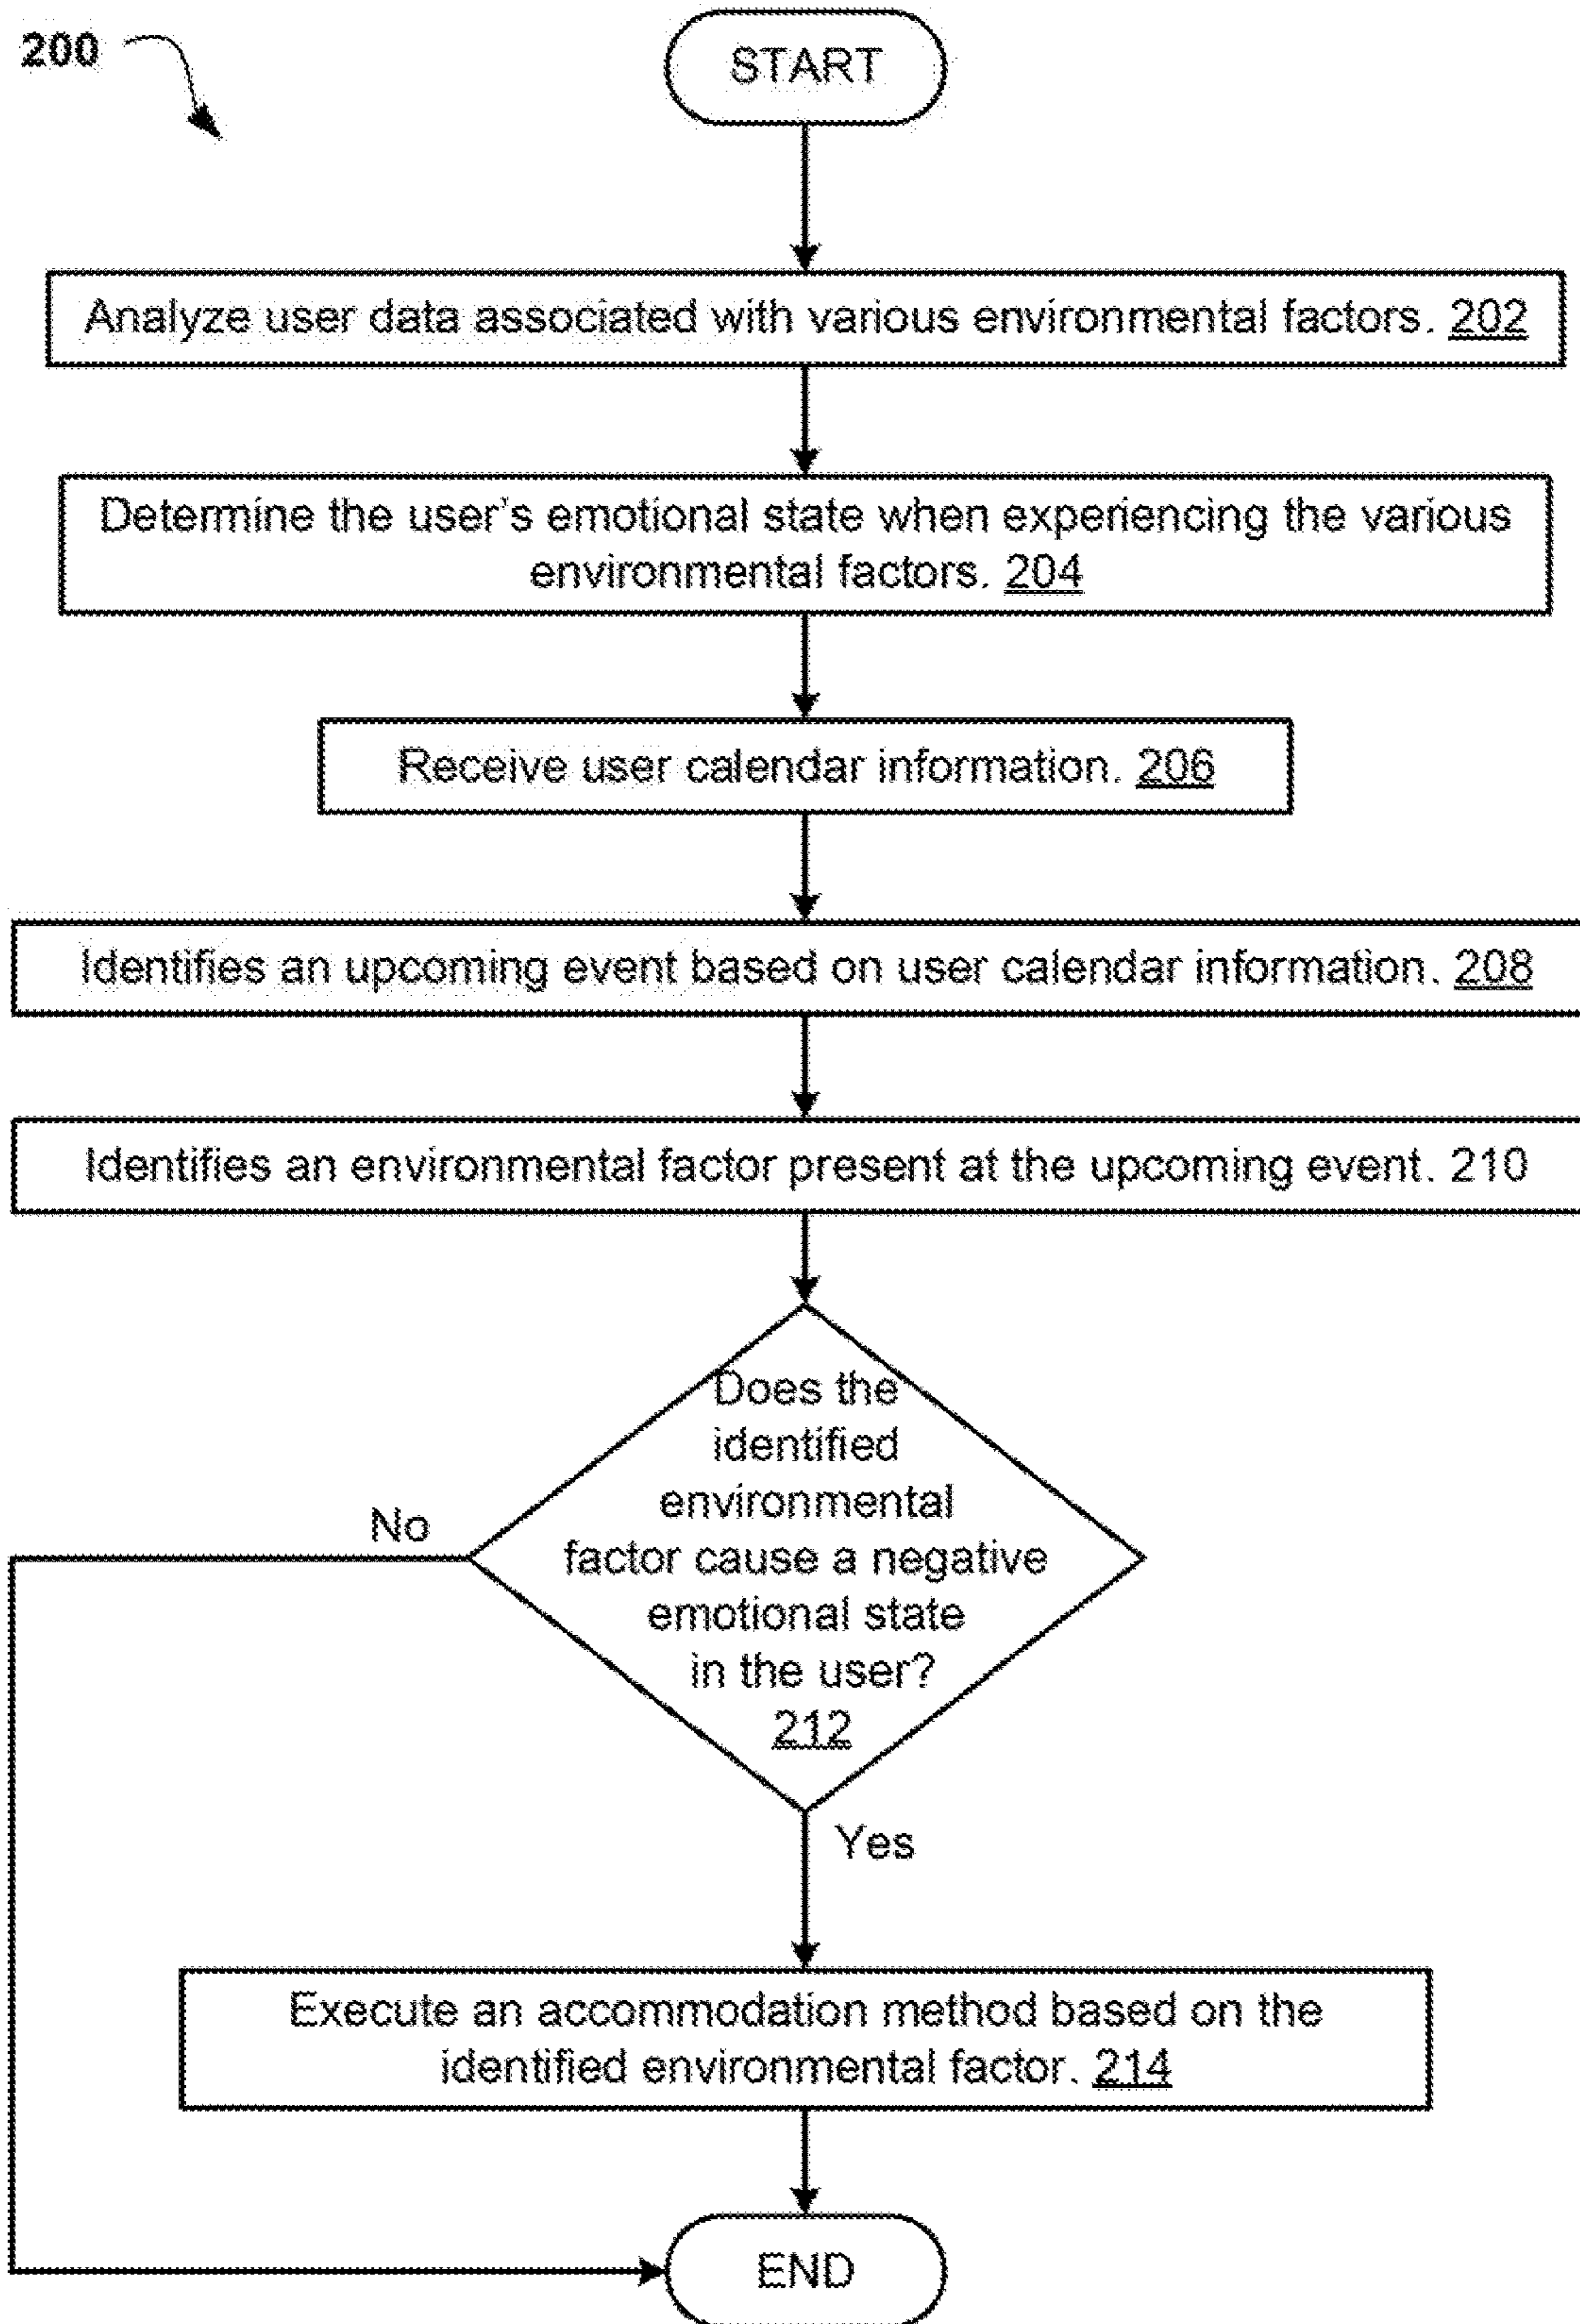 200
START
Analyze user data associated with various environmental factors. 202
Determine the user's emotional state when experiencing the various
environmental factors. 204
Receive user calendar information. 206
Identifies an upcoming event based on user calendar information. 208
Identifies an environmental factor present at the upcoming event. 210
Does the
identified
environmental
factor cause a negative
emotional state
in the user?
212
No
Yes
Execute an accommodation method based on the
identified environmental factor. 214
END